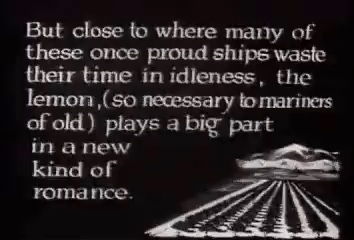 But close to where many of
these once proud ships waste
their time in idleness, the
lemon, (so necessary to mariners
of old) plays a big part
in a new
kind of
romance.